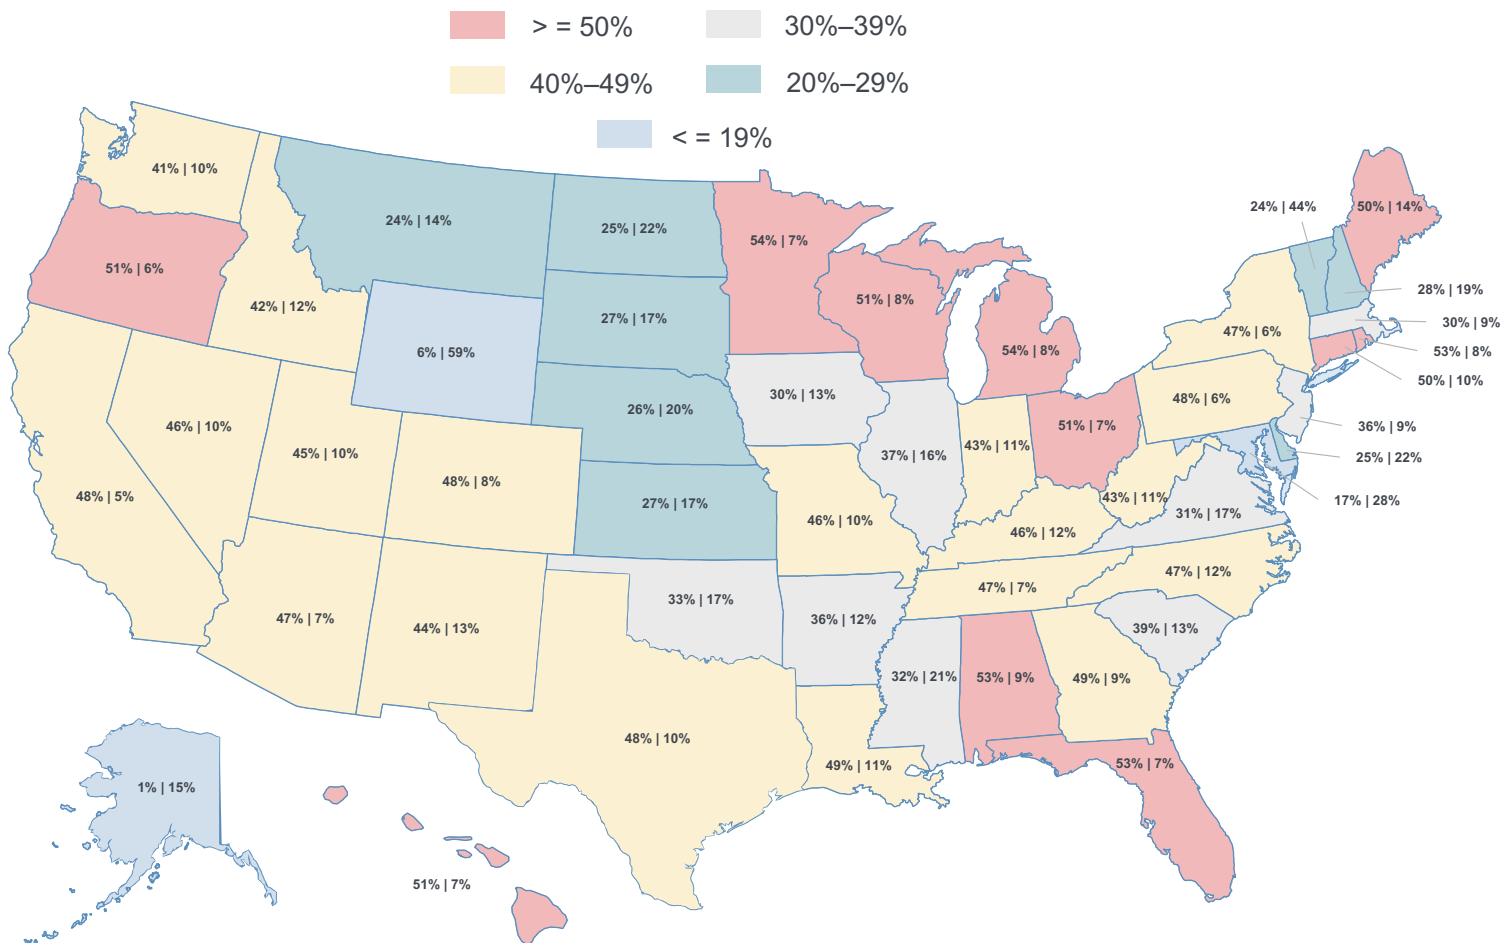 > = 50%
30%–39%
40%–49%
20%–29%
< = 19%
41% | 10%
24% | 14%
25% | 22%
54% | 7%
24% | 44%
50% | 14%
51% | 6%
42% | 12%
6% | 59%
27% | 17%
51% | 8%
54% | 8%
47% | 6%
28% | 19%
30% | 9%
53% | 8%
50% | 10%
46% | 10%
45% | 10%
48% | 8%
26% | 20%
30% | 13%
37% | 16%
43% | 11%
51% | 7%
48% | 6%
36% | 9%
25% | 22%
17% | 28%
48% | 5%
27% | 17%
46% | 10%
46% | 12%
43% | 11%
31% | 17%
47% | 7%
44% | 13%
33% | 17%
36% | 12%
47% | 7%
47% | 12%
39% | 13%
32% | 21%
53% | 9%
49% | 9%
48% | 10%
49% | 11%
53% | 7%
1% | 15%
51% | 7%